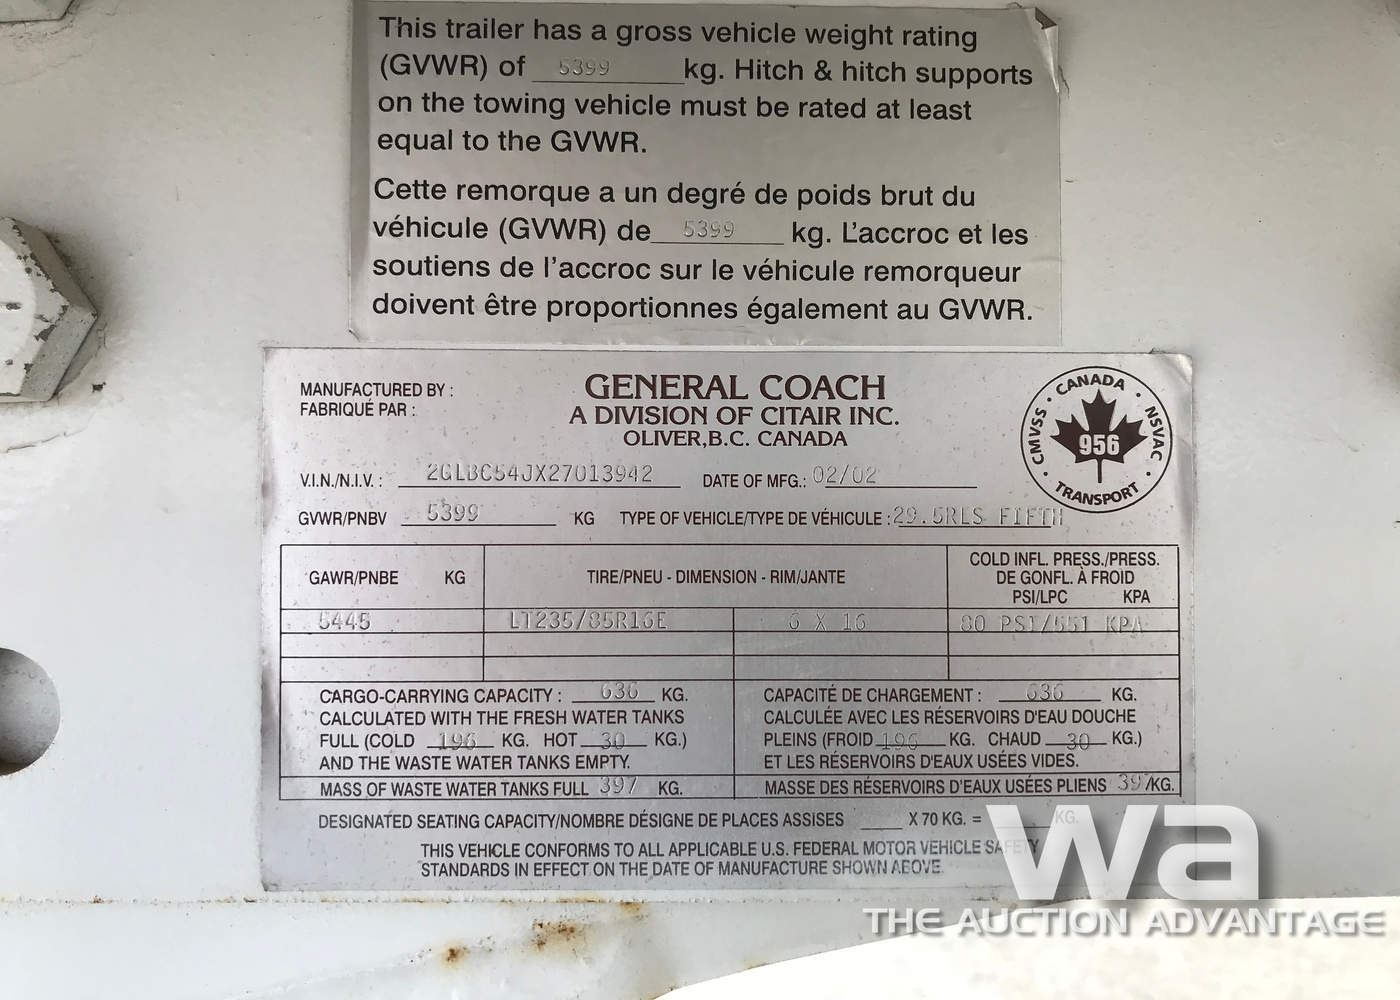 This trailer has a gross vehicle weight rating
(GVWR) of 5399 kg. Hitch & hitch supports
on the towing vehicle must be rated at least
equal to the GVWR.
Cette remorque a un degré de poids brut du
véhicule (GVWR) de 5399 kg. L'accroc et les
soutiens de l'accroc sur le véhicule remorqueur
doivent être proportionnes également au GVWR.
MANUFACTURED BY :
FABRIQUÉ PAR :
GENERAL COACH
A DIVISION OF CITAIR INC.
OLIVER,B.C. CANADA
CANADA · NSVAC · TRANSPORT · CMVSS ·
956
V.I.N./N.I.V. : 2GLBC54JX27013942 DATE OF MFG.: 02/02
GVWR/PNBV 5399 KG TYPE OF VEHICLE/TYPE DE VÉHICULE : 29.5RLS FIFTH
GAWR/PNBE KG
TIRE/PNEU - DIMENSION - RIM/JANTE
COLD INFL. PRESS./PRESS.
DE GONFL. À FROID
PSI/LPC KPA
5445 LT235/85R16E 6 X 16 80 PSI/551 KPA
CARGO-CARRYING CAPACITY : 636 KG.
CALCULATED WITH THE FRESH WATER TANKS
FULL (COLD 196 KG. HOT 30 KG.)
AND THE WASTE WATER TANKS EMPTY.
MASS OF WASTE WATER TANKS FULL 397 KG.
CAPACITÉ DE CHARGEMENT : 636 KG.
CALCULÉE AVEC LES RÉSERVOIRS D'EAU DOUCHE
PLEINS (FROID 196 KG. CHAUD 30 KG.)
ET LES RÉSERVOIRS D'EAUX USÉES VIDES.
MASSE DES RÉSERVOIRS D'EAUX USÉES PLIENS 397 KG.
DESIGNATED SEATING CAPACITY/NOMBRE DÉSIGNE DE PLACES ASSISES ____ X 70 KG. = ____ KG.
THIS VEHICLE CONFORMS TO ALL APPLICABLE U.S. FEDERAL MOTOR VEHICLE SAFETY
STANDARDS IN EFFECT ON THE DATE OF MANUFACTURE SHOWN ABOVE.
wa
THE AUCTION ADVANTAGE